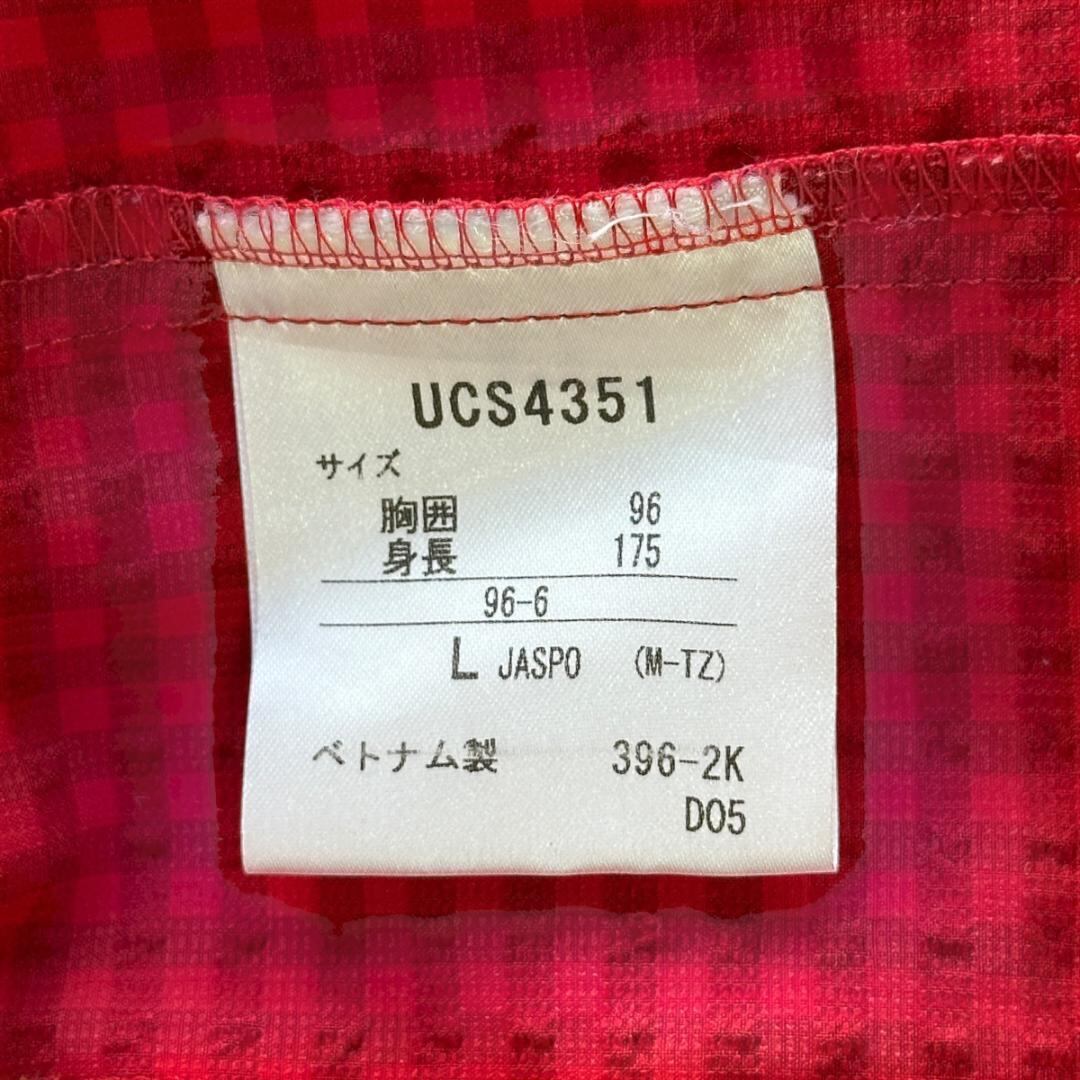 UCS4351
サイズ
胸囲 96
身長 175
96-6
L JASPO (M-TZ)
ベトナム製 396-2K
D05